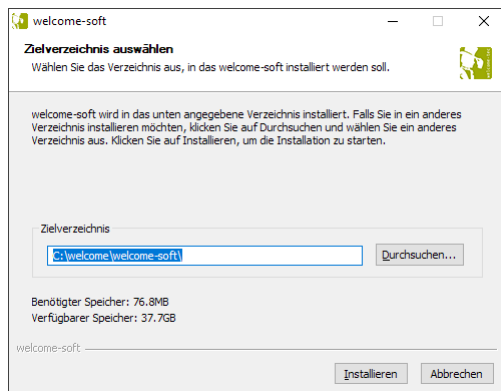 welcome-soft
Zielverzeichnis auswählen
Wählen Sie das Verzeichnis aus, in das welcome-soft installiert werden soll.
welcome-soft wird in das unten angegebene Verzeichnis installiert. Falls Sie in ein anderes
Verzeichnis installieren möchten, klicken Sie auf Durchsuchen und wählen Sie ein anderes
Verzeichnis aus. Klicken Sie auf Installieren, um die Installation zu starten.
Zielverzeichnis
C:\welcome\welcome-soft\
Durchsuchen...
Benötigter Speicher: 76.8MB
Verfügbarer Speicher: 37.7GB
welcome-soft
Installieren
Abbrechen